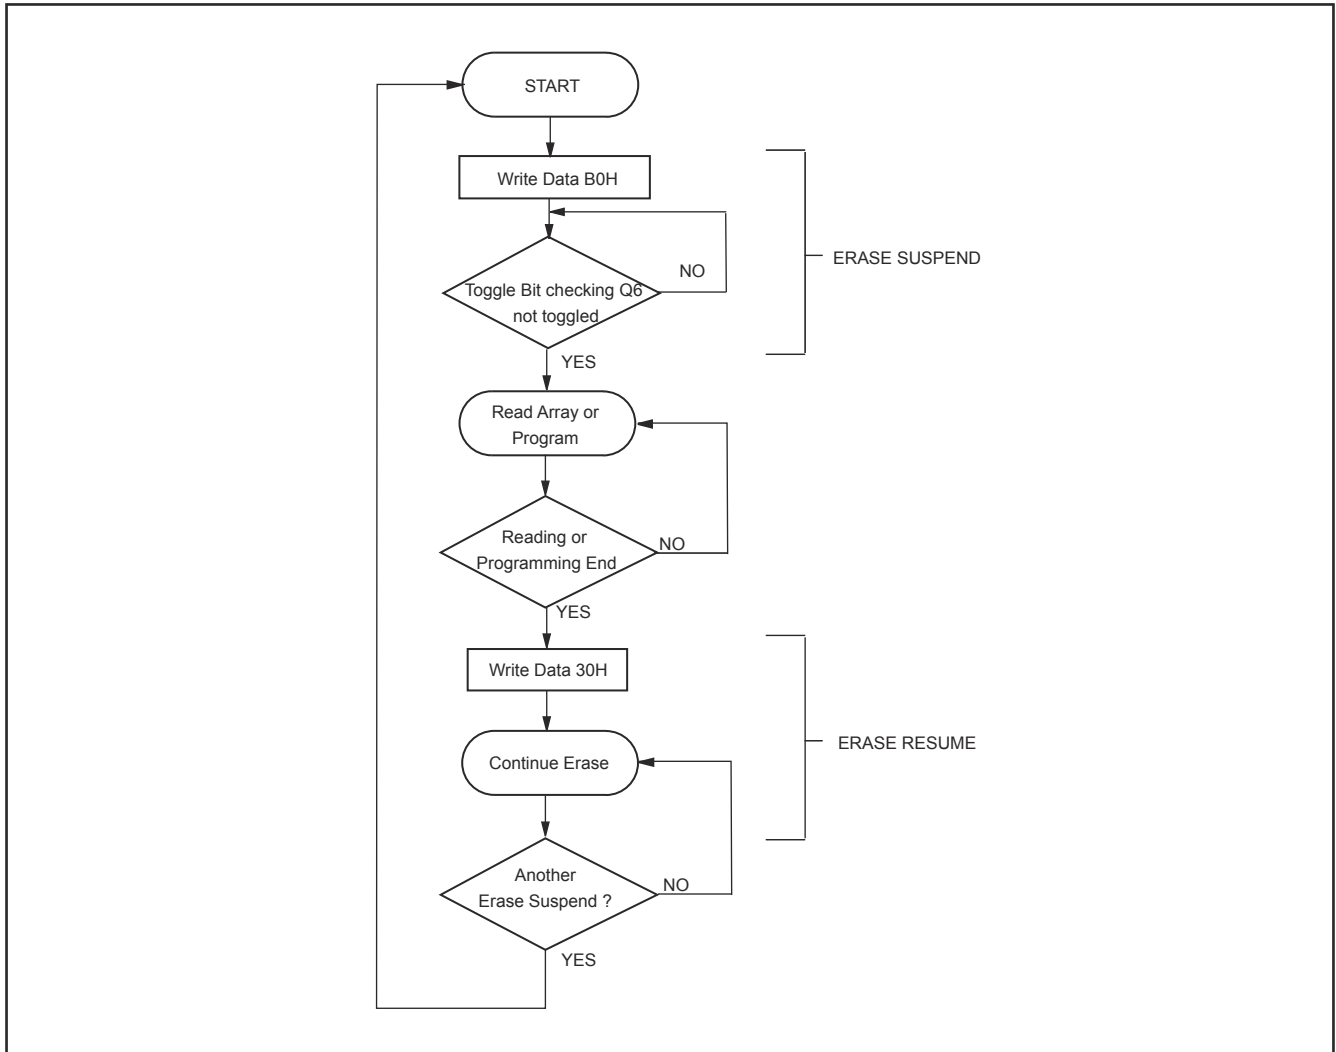 START
Write Data B0H
ERASE SUSPEND
NO
Toggle Bit checking Q6
not toggled
YES
Read Array or
Program
Reading or
Programming End
NO
YES
Write Data 30H
ERASE RESUME
Continue Erase
Another
Erase Suspend ?
NO
YES